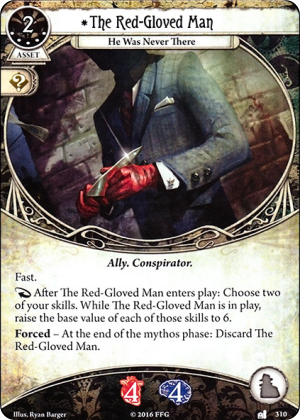 2
ASSET
*The Red-Gloved Man
He Was Never There
Ally. Conspirator.
Fast.
After The Red-Gloved Man enters play: Choose two
of your skills. While The Red-Gloved Man is in play,
raise the base value of each of those skills to 6.
Forced – At the end of the mythos phase: Discard The
Red-Gloved Man.
4 4
Illus. Ryan Barger © 2016 FFG 310